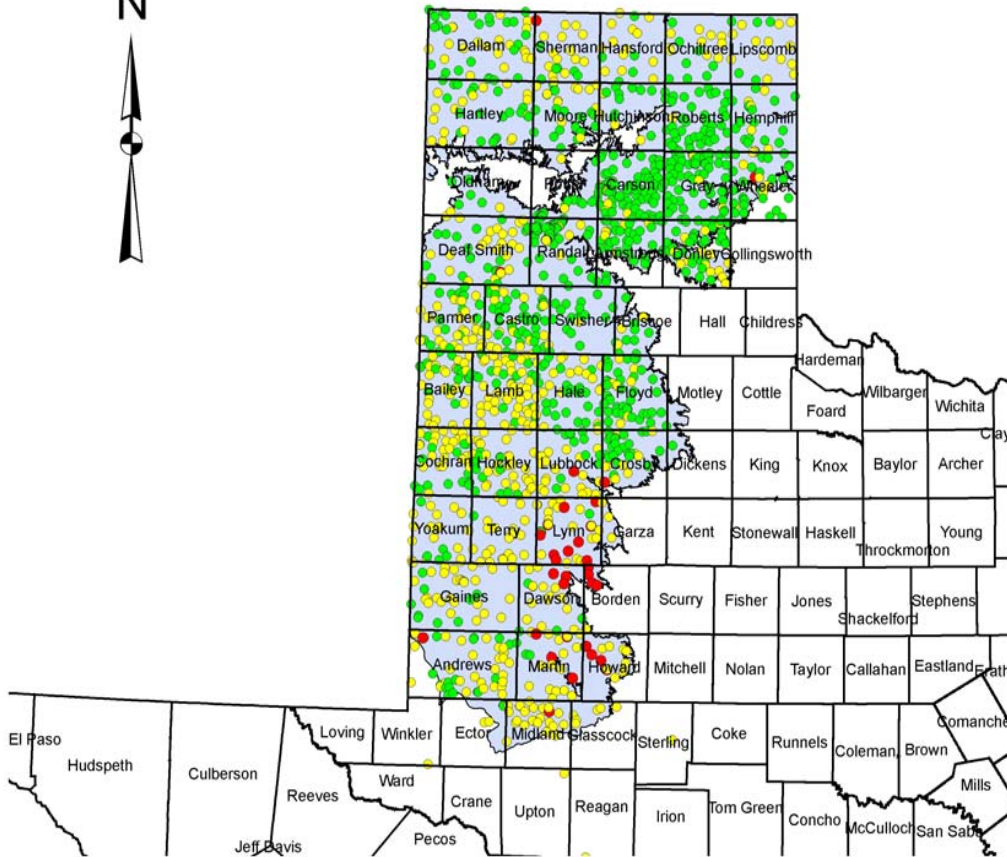 N
Dallam Sherman Hansford Ochiltree Lipscomb
Hartley Moore Hutchinson Roberts Hemphill
Oldham Potter Carson Gray Wheeler
Deaf Smith Randall Armstrong Donley Collingsworth
Parmer Castro Swisher Briscoe Hall Childress
Hardeman
Bailey Lamb Hale Floyd Motley Cottle Foard Wilbarger Wichita
Clay
Cochran Hockley Lubbock Crosby Dickens King Knox Baylor Archer
Yoakum Terry Lynn Garza Kent Stonewall Haskell Throckmorton Young
Gaines Dawson Borden Scurry Fisher Jones Shackelford Stephens
Andrews Martin Howard Mitchell Nolan Taylor Callahan Eastland Erath
Loving Winkler Ector Midland Glasscock Sterling Coke Runnels Coleman Brown Comanche
El Paso Hudspeth Culberson Reeves Ward Crane Upton Reagan Irion Tom Green Concho McCulloch San Saba Mills
Jeff Davis Pecos